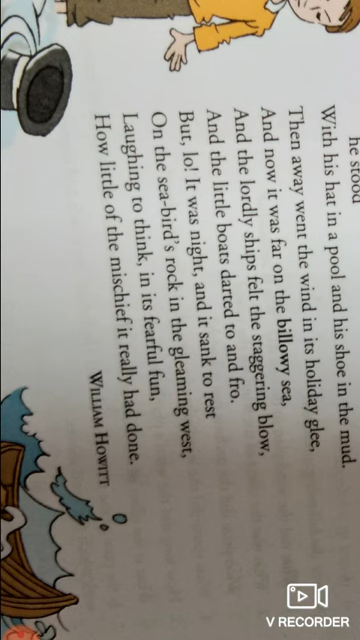 he stood
With his hat in a pool and his shoe in the mud.
Then away went the wind in its holiday glee,
And now it was far on the billowy sea,
And the lordly ships felt the staggering blow,
And the little boats darted to and fro.
But, lo! It was night, and it sank to rest
On the sea-bird's rock in the gleaming west,
Laughing to think, in its fearful fun,
How little of the mischief it really had done.
WILLIAM HOWITT
V RECORDER